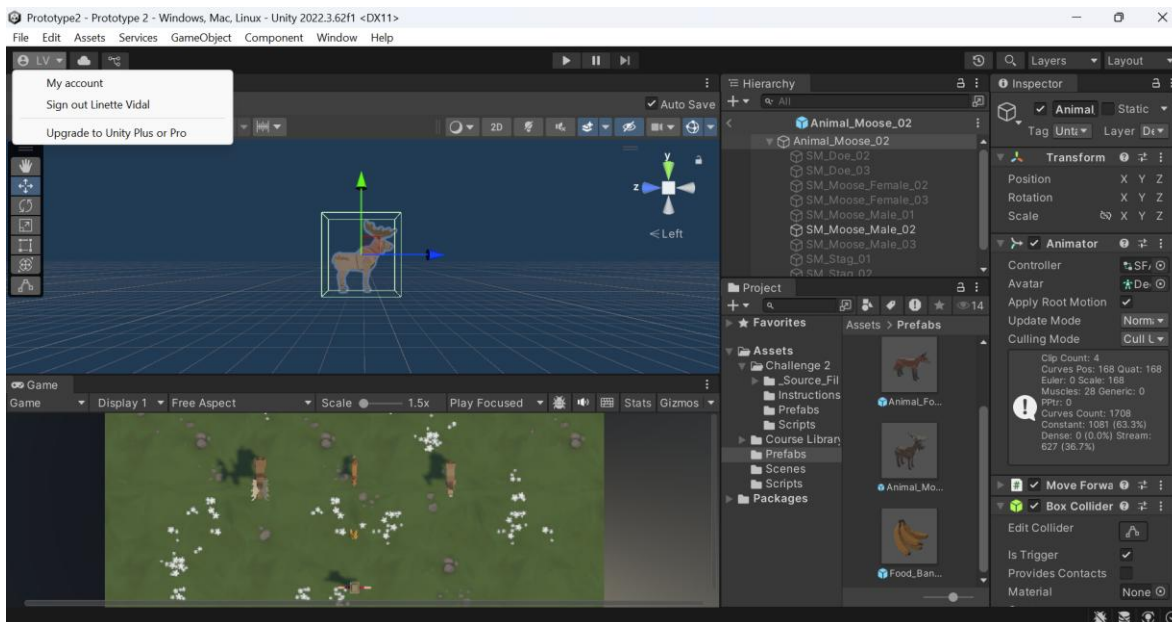 Prototype2 - Prototype 2 - Windows, Mac, Linux - Unity 2022.3.62f1 <DX11>
File Edit Assets Services GameObject Component Window Help
LV
Layers Layout
My account
Sign out Linette Vidal
Upgrade to Unity Plus or Pro
Auto Save
2D
y
z
Left
Hierarchy
All
Animal_Moose_02
Animal_Moose_02
SM_Doe_02
SM_Doe_03
SM_Moose_Female_02
SM_Moose_Female_03
SM_Moose_Male_01
SM_Moose_Male_02
SM_Moose_Male_03
SM_Stag_01
SM_Stag_02
Project
14
Favorites
Assets
Challenge 2
_Source_Fil
Instructions
Prefabs
Scripts
Course Library
Prefabs
Scenes
Scripts
Packages
Assets > Prefabs
Animal_Fo...
Animal_Mo...
Food_Ban...
Inspector
Animal Static
Tag Unta Layer De
Transform
Position X Y Z
Rotation X Y Z
Scale X Y Z
Animator
Controller SF
Avatar De
Apply Root Motion
Update Mode Norm
Culling Mode Cull U
Clip Count: 4
Curves Pos: 168 Quat: 168
Euler: 0 Scale: 168
Muscles: 28 Generic: 0
PPtr: 0
Curves Count: 1708
Constant: 1081 (63.3%)
Dense: 0 (0.0%) Stream:
627 (36.7%)
Move Forwa
Box Collider
Edit Collider
Is Trigger
Provides Contacts
Material None
Game
Game Display 1 Free Aspect Scale 1.5x Play Focused Stats Gizmos